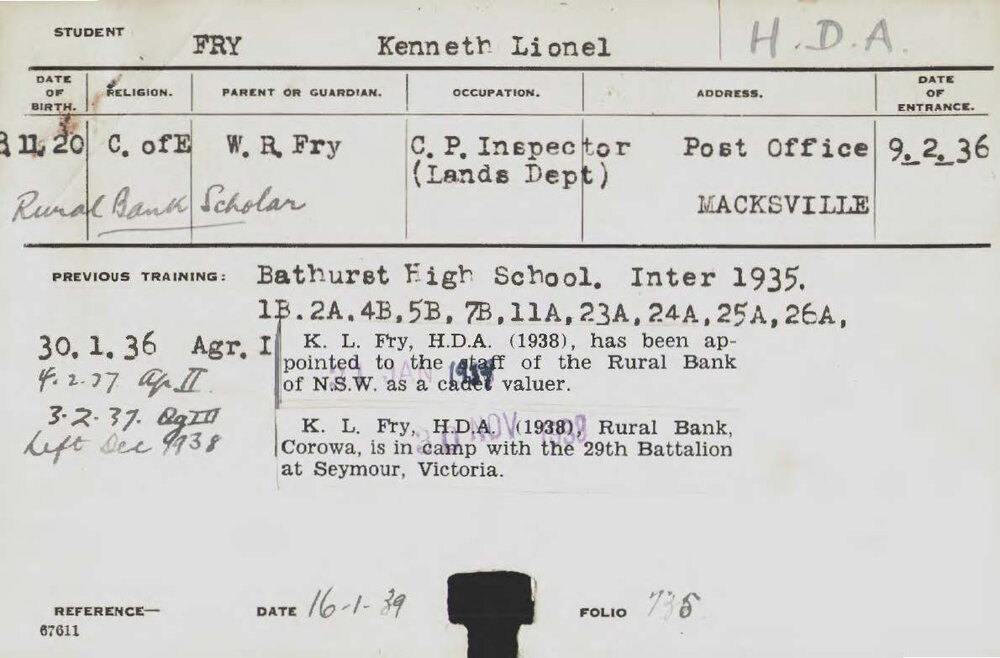 STUDENT FRY Kenneth Lionel H.D.A.
DATE OF BIRTH. RELIGION. PARENT OR GUARDIAN. OCCUPATION. ADDRESS. DATE OF ENTRANCE.
11. 20 C. of E W. R. Fry C. P. Inspector Post Office 9. 2. 36
(Lands Dept)
Rural Bank Scholar MACKSVILLE
PREVIOUS TRAINING: Bathurst High School. Inter 1935.
1B. 2A. 4B, 5B, 7B, 11A, 23A, 24A, 25A, 26A,
30. 1. 36 Agr. I
K. L. Fry, H.D.A. (1938), has been ap-
pointed to the staff of the Rural Bank
of N.S.W. as a cadet valuer.
4. 2. 37 Ag II
3. 2. 37. Ag III
Left Dec 1938
K. L. Fry, H.D.A. (1938), Rural Bank,
Corowa, is in camp with the 29th Battalion
at Seymour, Victoria.
REFERENCE— DATE 16-1-39 FOLIO 735
67611